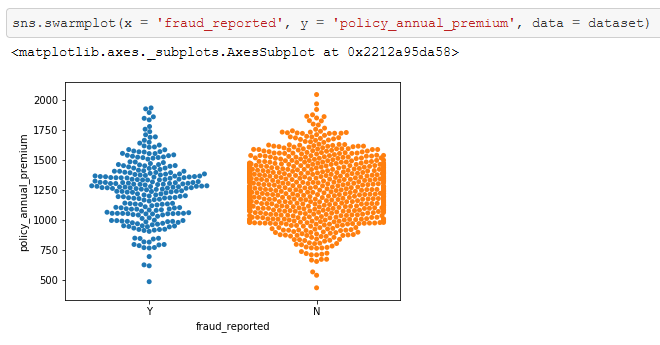 sns.swarmplot(x = 'fraud_reported', y = 'policy_annual_premium', data = dataset)
<matplotlib.axes._subplots.AxesSubplot at 0x2212a95da58>
2000
1750
1500
1250
1000
750
500
policy_annual_premium
Y
N
fraud_reported